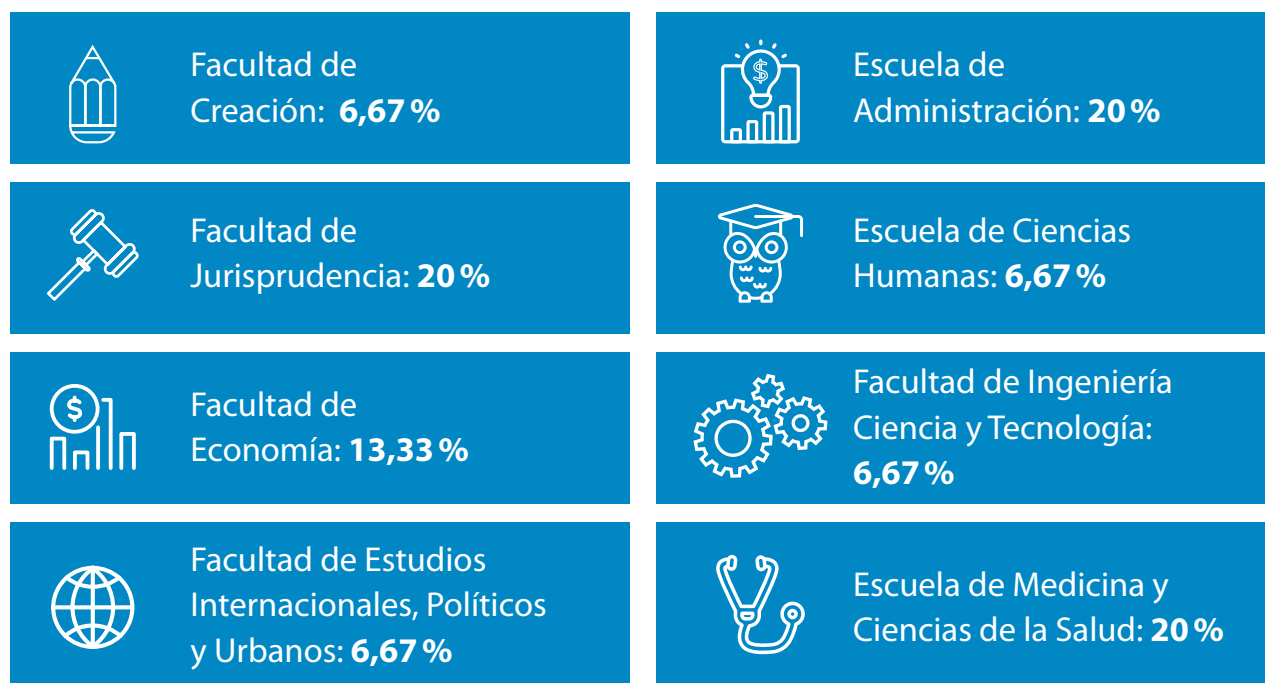 Facultad de
Creación: 6,67 %
Escuela de
Administración: 20 %
Facultad de
Jurisprudencia: 20 %
Escuela de Ciencias
Humanas: 6,67 %
Facultad de
Economía: 13,33 %
Facultad de Ingeniería
Ciencia y Tecnología:
6,67 %
Facultad de Estudios
Internacionales, Políticos
y Urbanos: 6,67 %
Escuela de Medicina y
Ciencias de la Salud: 20 %